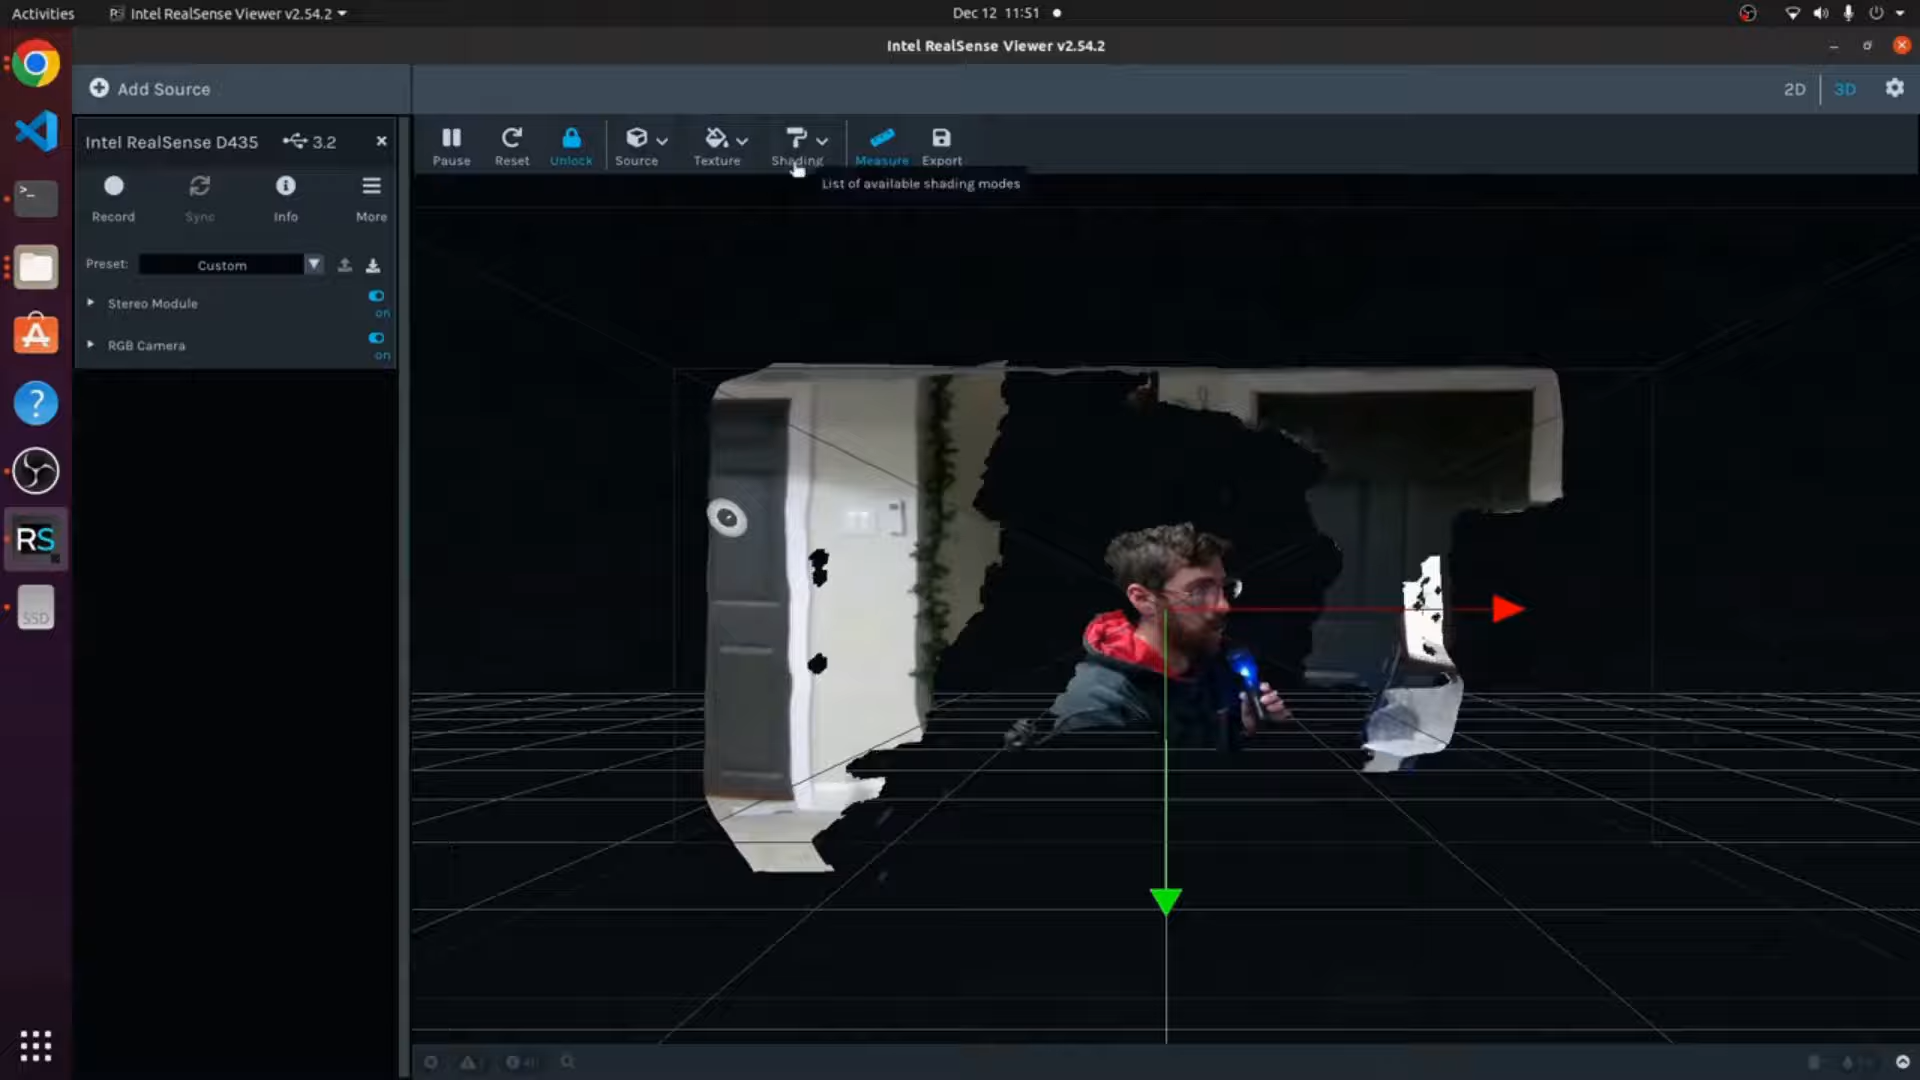 Activities
RS Intel RealSense Viewer v2.54.2
Dec 12 11:51
Intel RealSense Viewer v2.54.2
Add Source
2D
3D
Intel RealSense D435
3.2
Pause
Reset
Unlock
Source
Texture
Shading
Measure
Export
List of available shading modes
Record
Sync
Info
More
Preset:
Custom
Stereo Module
on
RGB Camera
on
RS
SSD